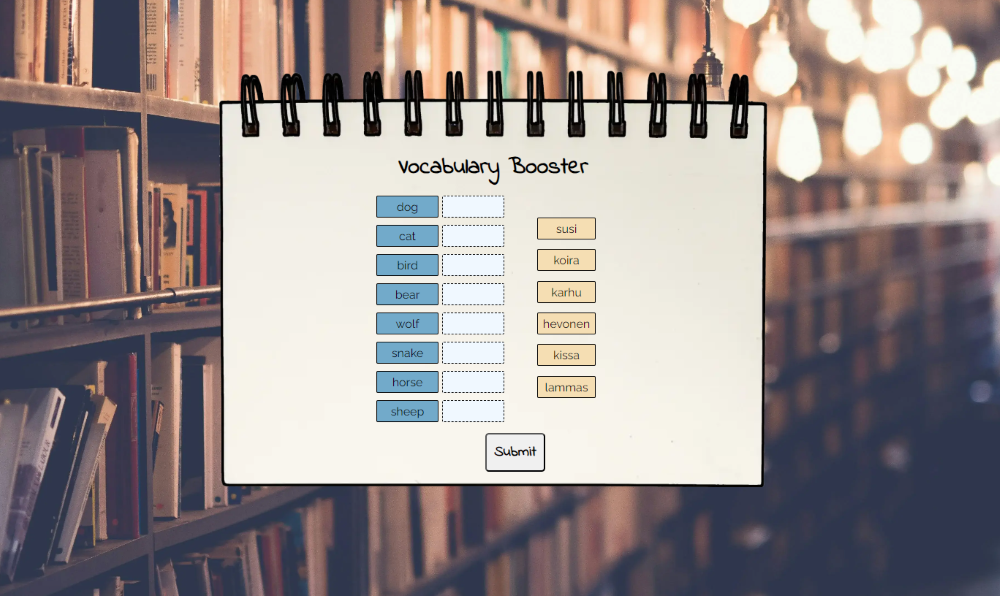 Vocabulary Booster
dog
cat
bird
bear
wolf
snake
horse
sheep
susi
koira
karhu
hevonen
kissa
lammas
Submit